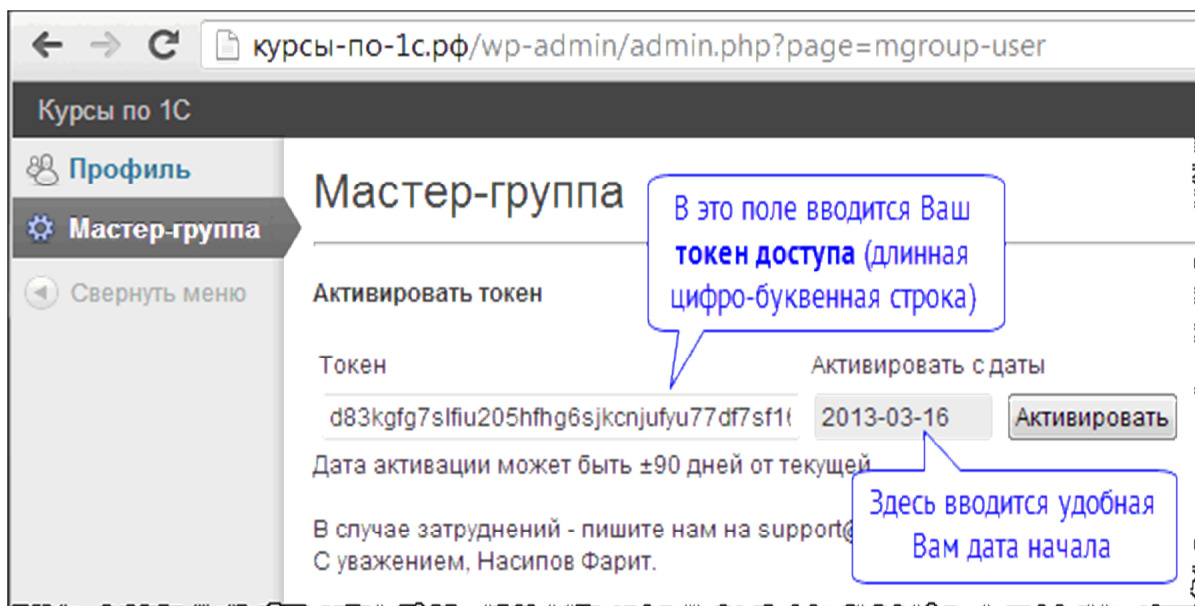 курсы-по-1с.рф/wp-admin/admin.php?page=mgroup-user
Курсы по 1С
Профиль
Мастер-группа
Свернуть меню
Мастер-группа
В это поле вводится Ваш
токен доступа (длинная
цифро-буквенная строка)
Активировать токен
Токен
Активировать с даты
2013-03-16
Активировать
Дата активации может быть ±90 дней от текущей
Здесь вводится удобная
Вам дата начала
В случае затруднений - пишите нам на support@
С уважением, Насипов Фарит.